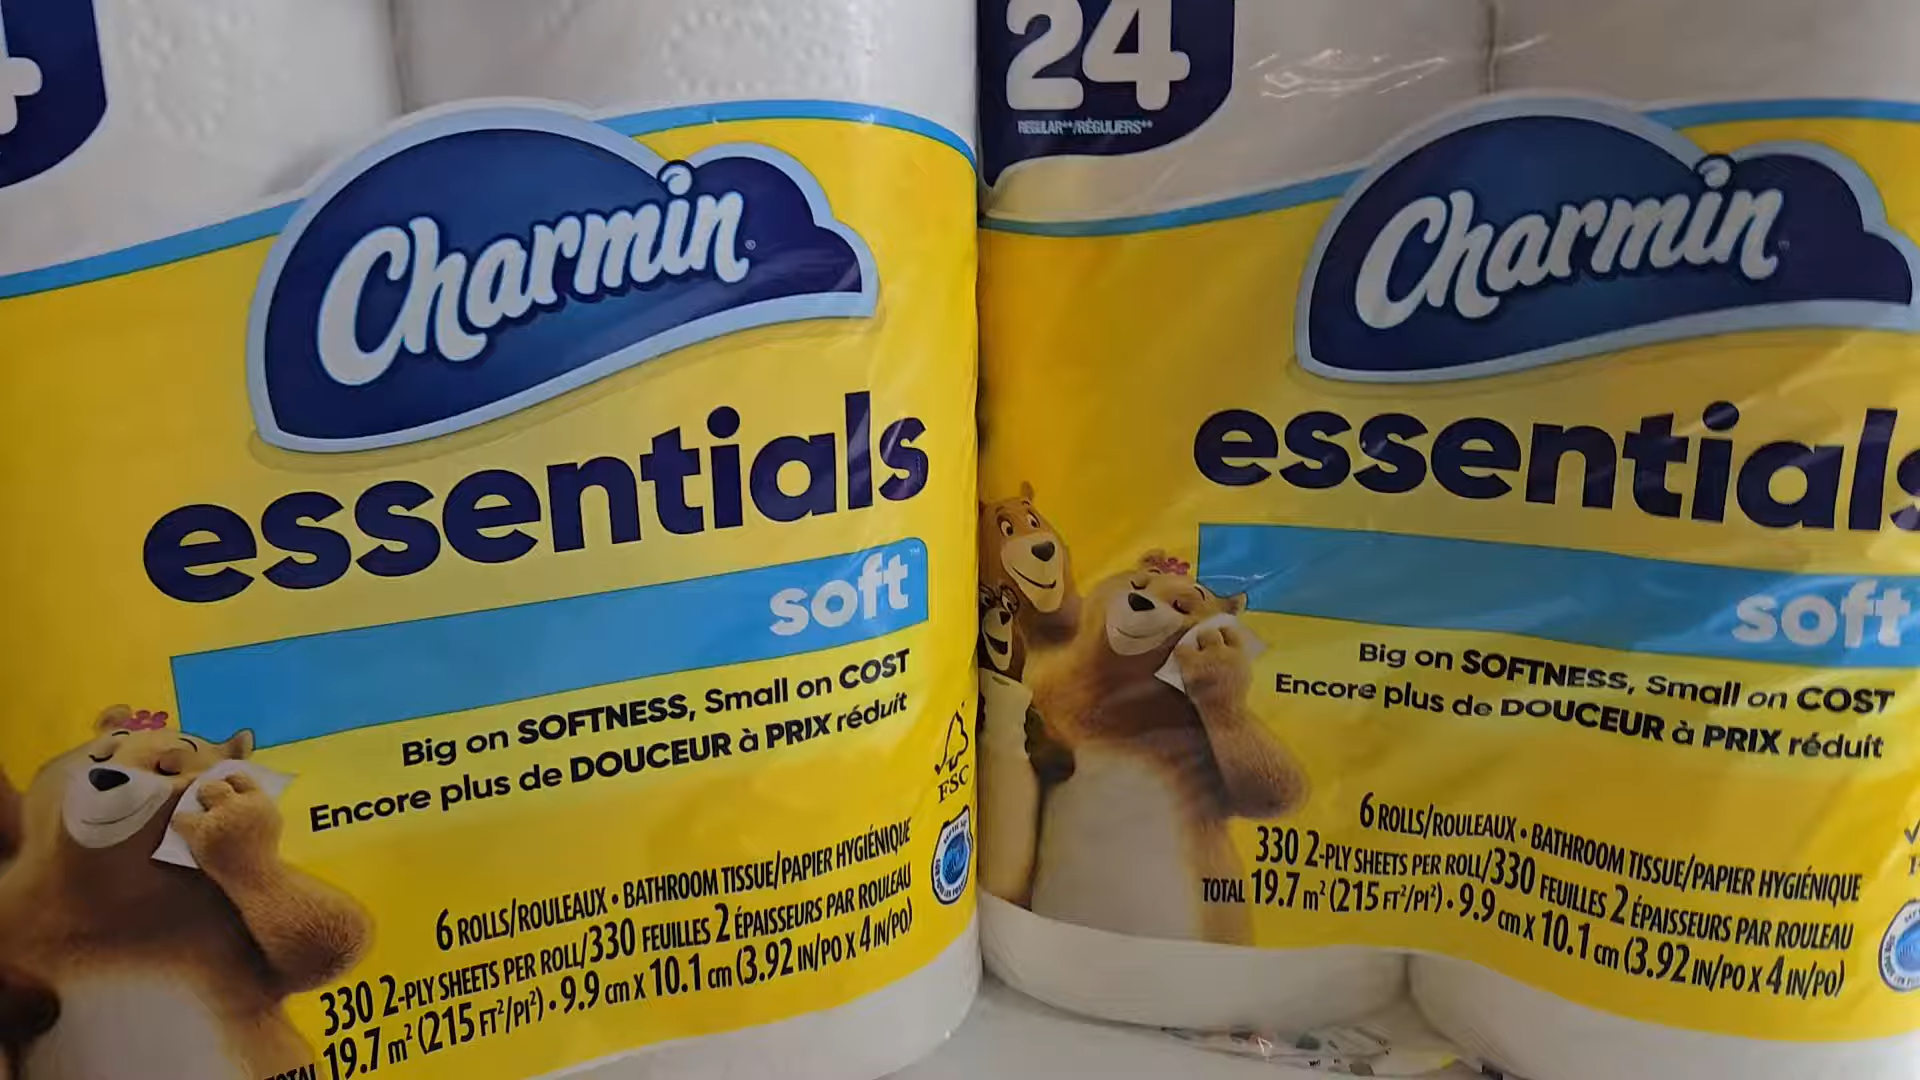 4
Charmin
essentials
soft™
Big on SOFTNESS, Small on COST
Encore plus de DOUCEUR à PRIX réduit
FSC
6 ROLLS/ROULEAUX • BATHROOM TISSUE/PAPIER HYGIÉNIQUE
330 2-PLY SHEETS PER ROLL/330 FEUILLES 2 ÉPAISSEURS PAR ROULEAU
TOTAL 19.7 m² (215 FT²/PI²) • 9.9 cm X 10.1 cm (3.92 IN/PO X 4 IN/PO)
24
REGULAR**/RÉGULIERS**
Charmin
essentials
soft
Big on SOFTNESS, Small on COST
Encore plus de DOUCEUR à PRIX réduit
6 ROLLS/ROULEAUX • BATHROOM TISSUE/PAPIER HYGIÉNIQUE
330 2-PLY SHEETS PER ROLL/330 FEUILLES 2 ÉPAISSEURS PAR ROULEAU
TOTAL 19.7 m² (215 FT²/PI²) • 9.9 cm X 10.1 cm (3.92 IN/PO X 4 IN/PO)